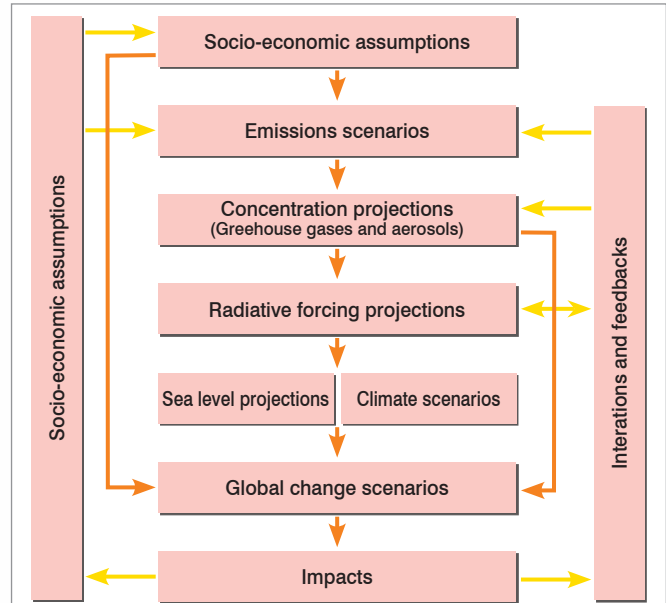 Socio-economic assumptions
Socio-economic assumptions
Emissions scenarios
Concentration projections
(Greehouse gases and aerosols)
Radiative forcing projections
Sea level projections
Climate scenarios
Global change scenarios
Impacts
Interations and feedbacks